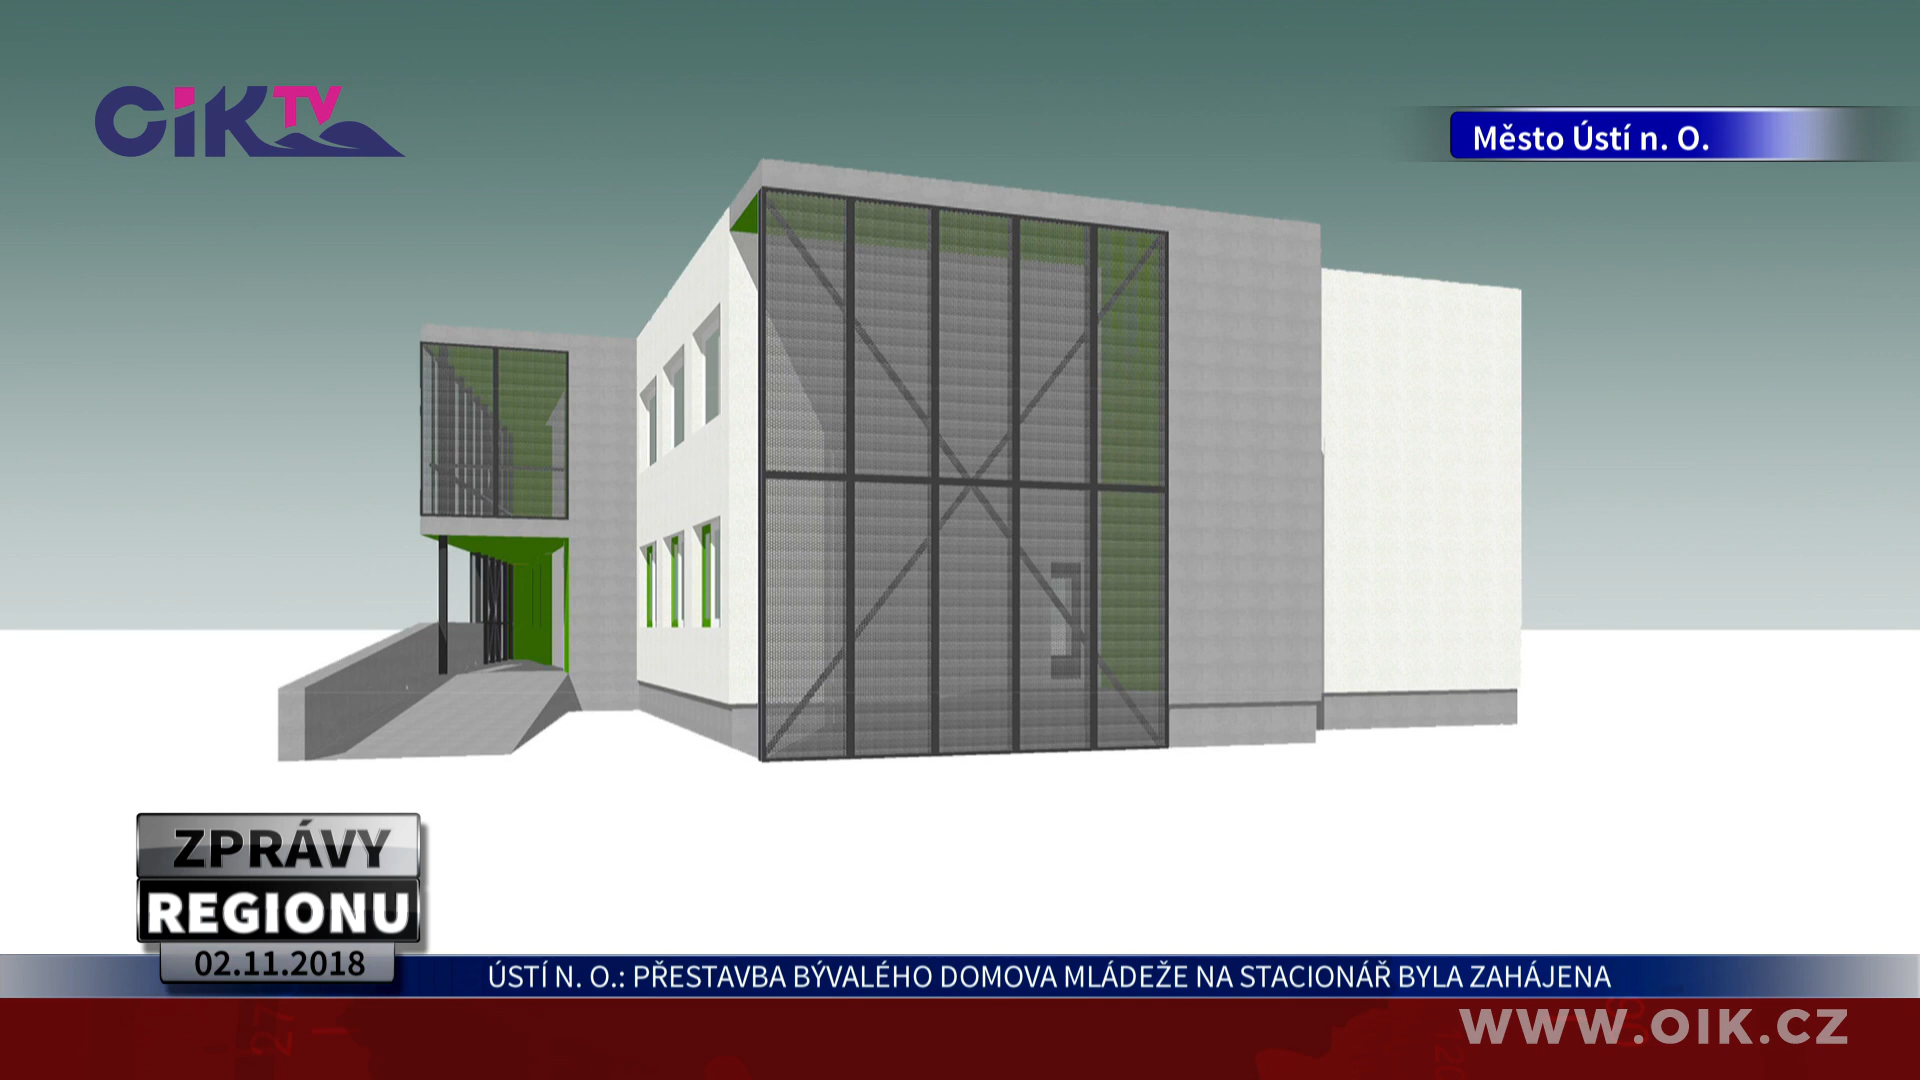 OIK TV
Město Ústí n. O.
ZPRÁVY
REGIONU
02.11.2018
ÚSTÍ N. O.: PŘESTAVBA BÝVALÉHO DOMOVA MLÁDEŽE NA STACIONÁŘ BYLA ZAHÁJENA
WWW.OIK.CZ